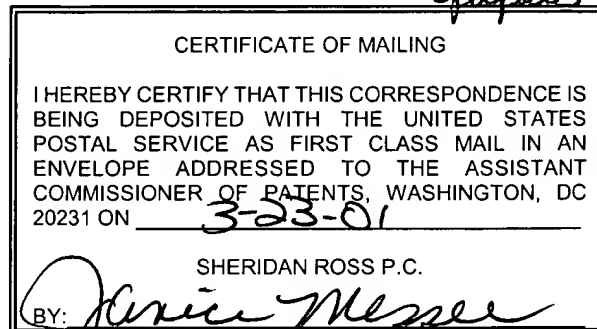 CERTIFICATE OF MAILING
I HEREBY CERTIFY THAT THIS CORRESPONDENCE IS
BEING DEPOSITED WITH THE UNITED STATES
POSTAL SERVICE AS FIRST CLASS MAIL IN AN
ENVELOPE ADDRESSED TO THE ASSISTANT
COMMISSIONER OF PATENTS, WASHINGTON, DC
20231 ON 3-23-01
SHERIDAN ROSS P.C.
BY: Janice